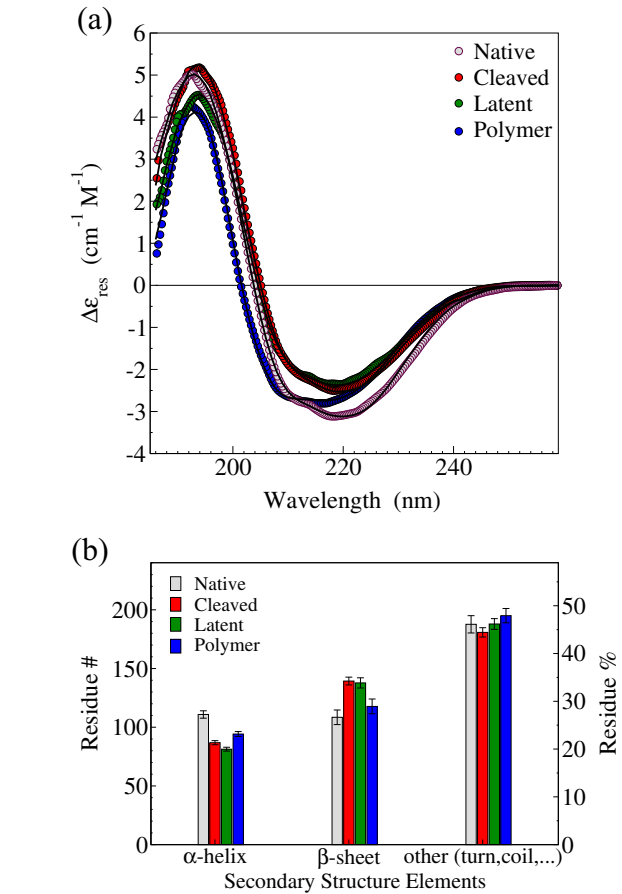 (a)
6
5
4
3
2
1
0
-1
-2
-3
-4
Δε_res (cm⁻¹ M⁻¹)
Native
Cleaved
Latent
Polymer
200 220 240
Wavelength (nm)
(b)
Native
Cleaved
Latent
Polymer
200
150
100
50
0
Residue #
50
40
30
20
10
0
Residue %
α-helix β-sheet other (turn,coil,...)
Secondary Structure Elements